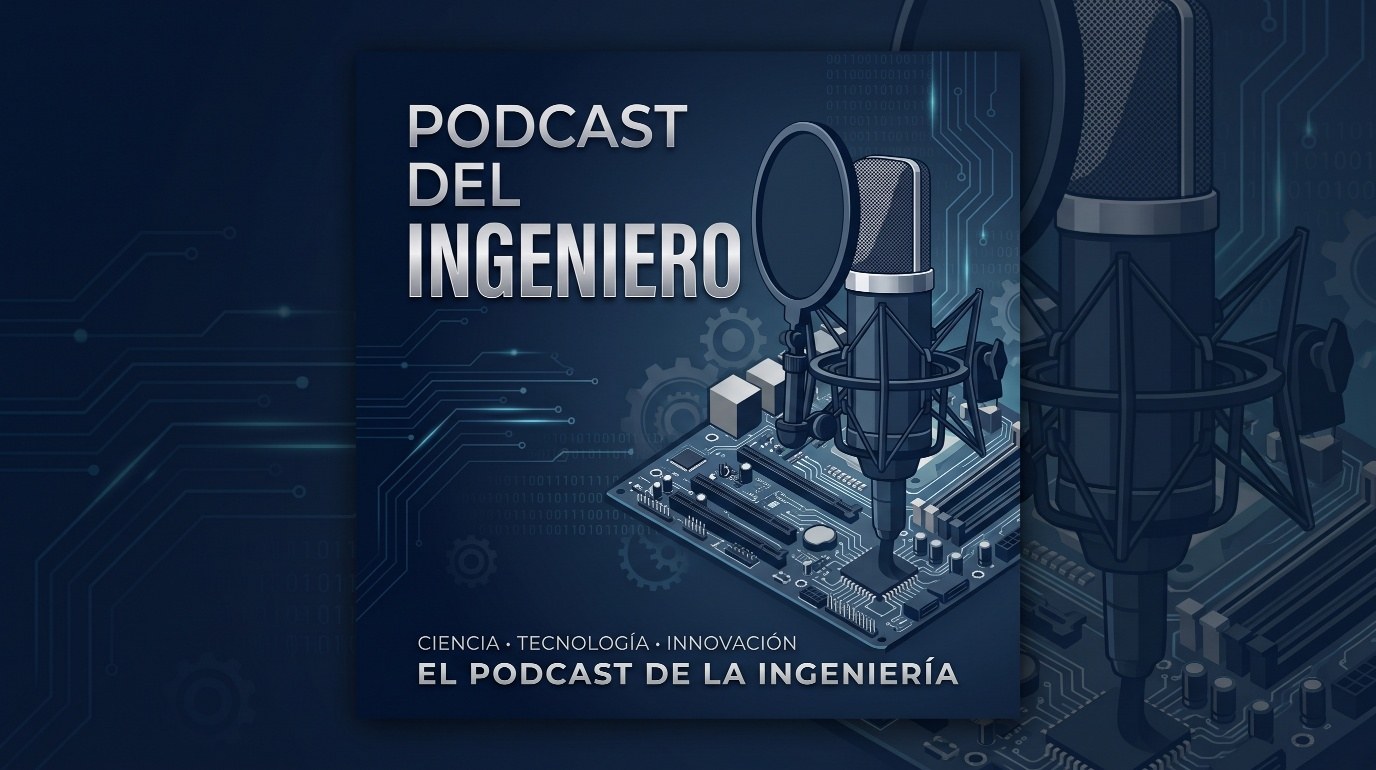 PODCAST
DEL
INGENIERO
CIENCIA • TECNOLOGÍA • INNOVACIÓN
EL PODCAST DE LA INGENIERÍA